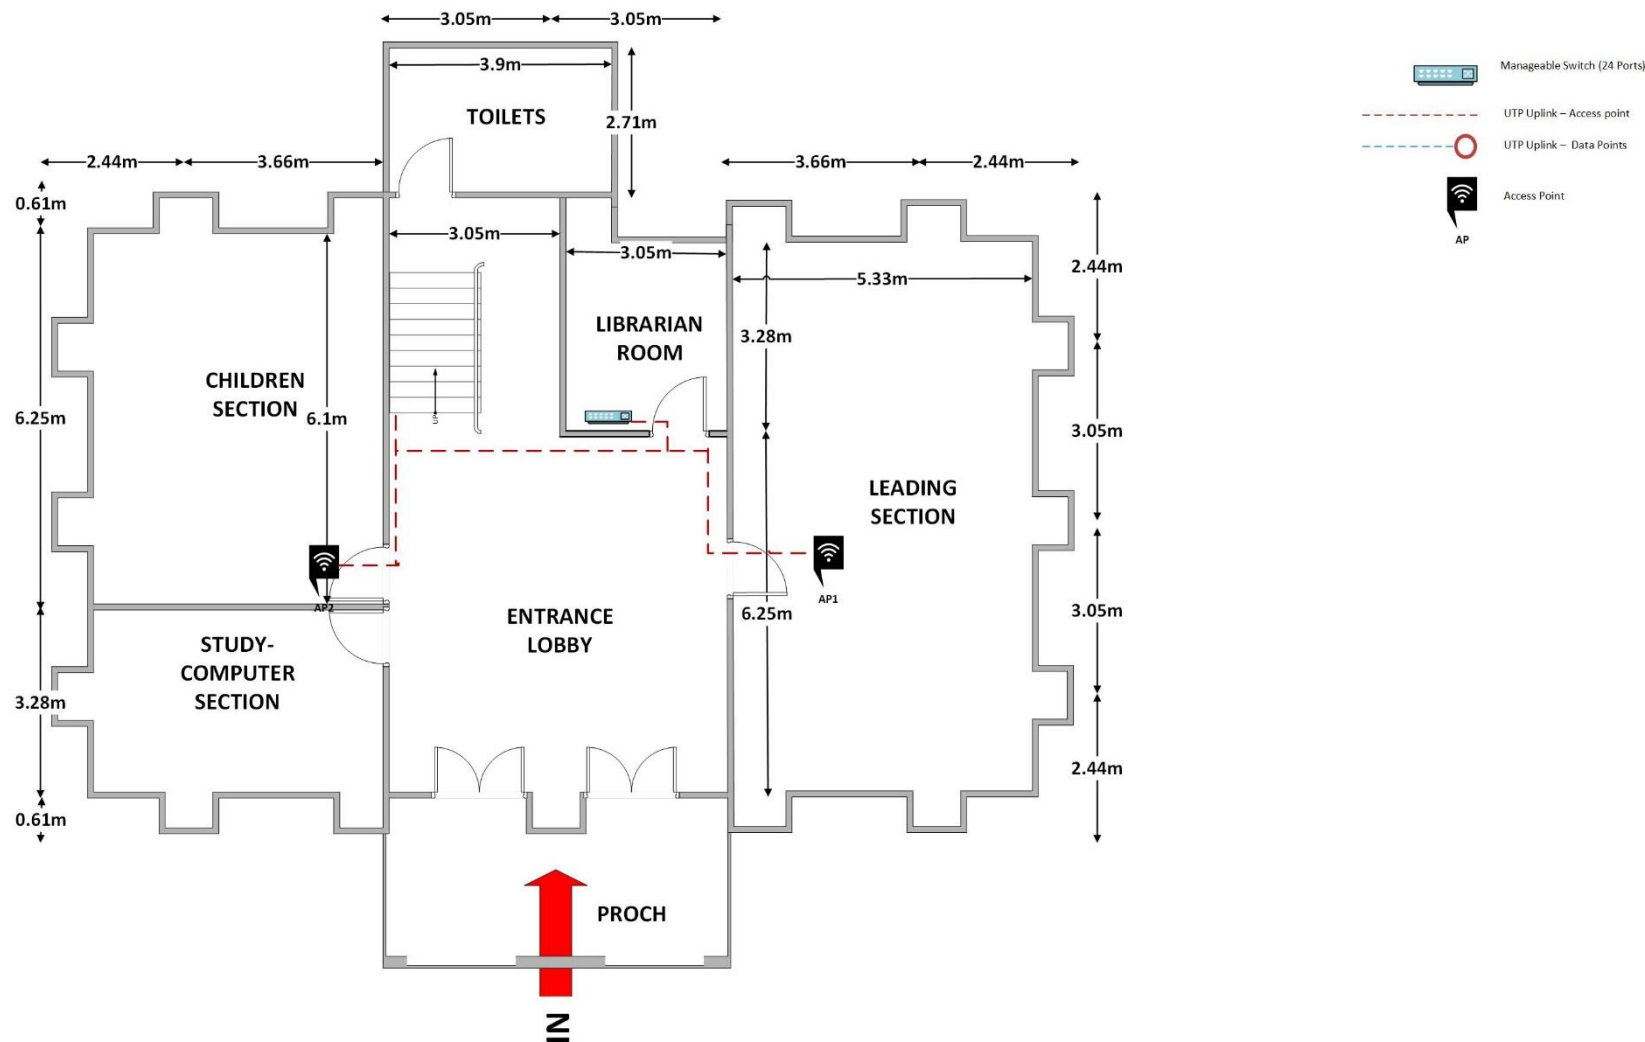 3.05m
3.05m
3.9m
TOILETS
2.71m
2.44m
3.66m
3.66m
2.44m
0.61m
3.05m
3.05m
5.33m
2.44m
LIBRARIAN
ROOM
3.28m
CHILDREN
SECTION
6.25m
6.1m
UP
3.05m
LEADING
SECTION
AP2
AP1
ENTRANCE
LOBBY
6.25m
3.05m
STUDY-
COMPUTER
SECTION
3.28m
2.44m
0.61m
PROCH
IN
Manageable Switch (24 Ports)
UTP Uplink – Access point
UTP Uplink – Data Points
Access Point
AP